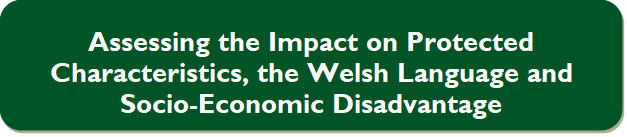 Assessing the Impact on Protected
Characteristics, the Welsh Language and
Socio-Economic Disadvantage